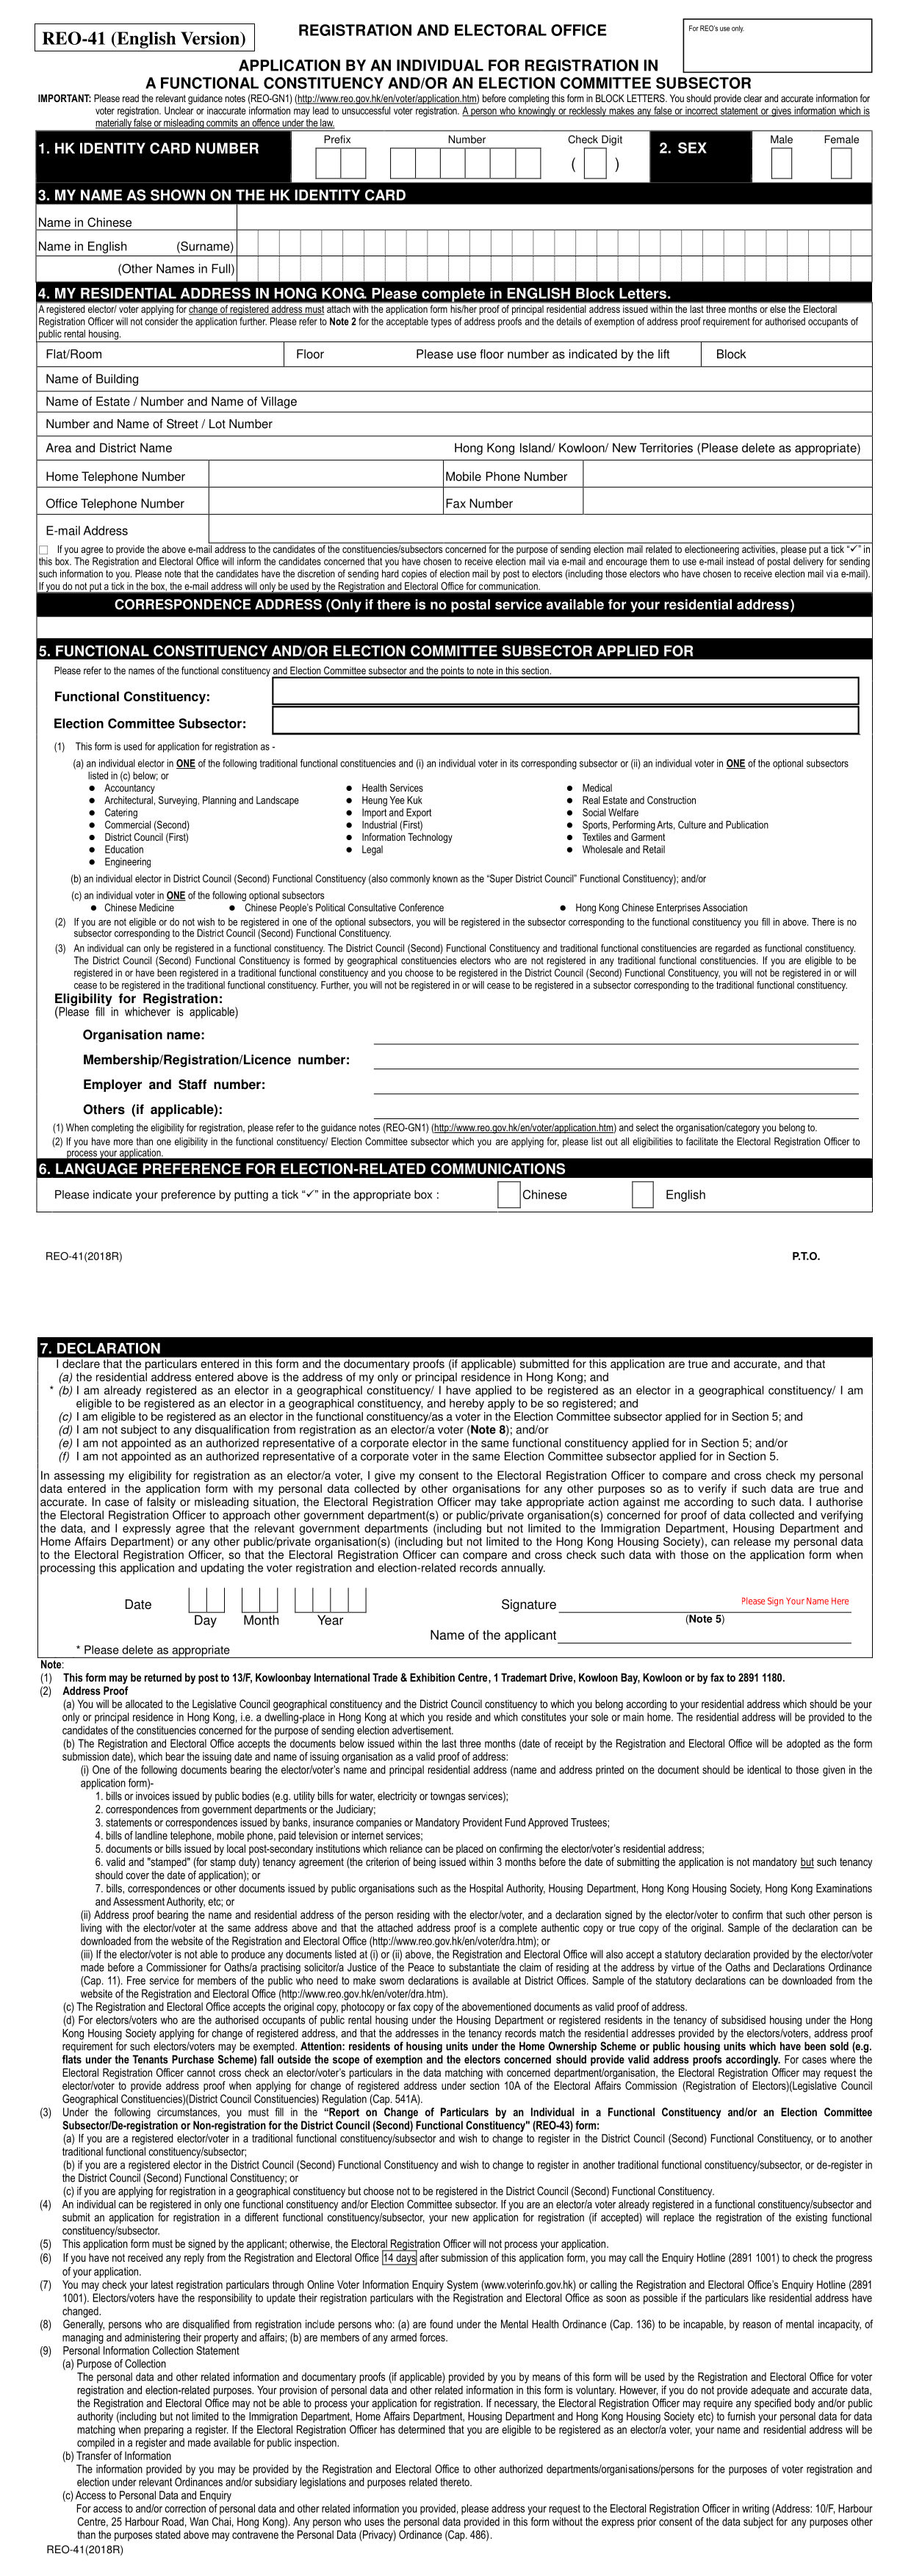 REO-41 (English Version)
REGISTRATION AND ELECTORAL OFFICE
For REO's use only.
APPLICATION BY AN INDIVIDUAL FOR REGISTRATION IN
A FUNCTIONAL CONSTITUENCY AND/OR AN ELECTION COMMITTEE SUBSECTOR
IMPORTANT: Please read the relevant guidance notes (REO-GN1) (http://www.reo.gov.hk/en/voter/application.htm) before completing this form in BLOCK LETTERS. You should provide clear and accurate information for
voter registration. Unclear or inaccurate information may lead to unsuccessful voter registration. A person who knowingly or recklessly makes any false or incorrect statement or gives information which is
materially false or misleading commits an offence under the law.
1. HK IDENTITY CARD NUMBER
Prefix Number Check Digit
( )
2. SEX
Male Female
3. MY NAME AS SHOWN ON THE HK IDENTITY CARD
Name in Chinese
Name in English (Surname)
(Other Names in Full)
4. MY RESIDENTIAL ADDRESS IN HONG KONG. Please complete in ENGLISH Block Letters.
A registered elector/ voter applying for change of registered address must attach with the application form his/her proof of principal residential address issued within the last three months or else the Electoral
Registration Officer will not consider the application further. Please refer to Note 2 for the acceptable types of address proofs and the details of exemption of address proof requirement for authorised occupants of
public rental housing.
Flat/Room Floor Please use floor number as indicated by the lift Block
Name of Building
Name of Estate / Number and Name of Village
Number and Name of Street / Lot Number
Area and District Name Hong Kong Island/ Kowloon/ New Territories (Please delete as appropriate)
Home Telephone Number Mobile Phone Number
Office Telephone Number Fax Number
E-mail Address
☐ If you agree to provide the above e-mail address to the candidates of the constituencies/subsectors concerned for the purpose of sending election mail related to electioneering activities, please put a tick "✓" in
this box. The Registration and Electoral Office will inform the candidates concerned that you have chosen to receive election mail via e-mail and encourage them to use e-mail instead of postal delivery for sending
such information to you. Please note that the candidates have the discretion of sending hard copies of election mail by post to electors (including those electors who have chosen to receive election mail via e-mail).
If you do not put a tick in the box, the e-mail address will only be used by the Registration and Electoral Office for communication.
CORRESPONDENCE ADDRESS (Only if there is no postal service available for your residential address)
5. FUNCTIONAL CONSTITUENCY AND/OR ELECTION COMMITTEE SUBSECTOR APPLIED FOR
Please refer to the names of the functional constituency and Election Committee subsector and the points to note in this section.
Functional Constituency:
Election Committee Subsector:
(1) This form is used for application for registration as -
(a) an individual elector in ONE of the following traditional functional constituencies and (i) an individual voter in its corresponding subsector or (ii) an individual voter in ONE of the optional subsectors
listed in (c) below; or
● Accountancy ● Health Services ● Medical
● Architectural, Surveying, Planning and Landscape ● Heung Yee Kuk ● Real Estate and Construction
● Catering ● Import and Export ● Social Welfare
● Commercial (Second) ● Industrial (First) ● Sports, Performing Arts, Culture and Publication
● District Council (First) ● Information Technology ● Textiles and Garment
● Education ● Legal ● Wholesale and Retail
● Engineering
(b) an individual elector in District Council (Second) Functional Constituency (also commonly known as the "Super District Council" Functional Constituency); and/or
(c) an individual voter in ONE of the following optional subsectors
● Chinese Medicine ● Chinese People's Political Consultative Conference ● Hong Kong Chinese Enterprises Association
(2) If you are not eligible or do not wish to be registered in one of the optional subsectors, you will be registered in the subsector corresponding to the functional constituency you fill in above. There is no
subsector corresponding to the District Council (Second) Functional Constituency.
(3) An individual can only be registered in a functional constituency. The District Council (Second) Functional Constituency and traditional functional constituencies are regarded as functional constituency.
The District Council (Second) Functional Constituency is formed by geographical constituencies electors who are not registered in any traditional functional constituencies. If you are eligible to be
registered in or have been registered in a traditional functional constituency and you choose to be registered in the District Council (Second) Functional Constituency, you will not be registered in or will
cease to be registered in a traditional functional constituency. Further, you will not be registered in or will cease to be registered in a subsector corresponding to the traditional functional constituency.
Eligibility for Registration:
(Please fill in whichever is applicable)
Organisation name:
Membership/Registration/Licence number:
Employer and Staff number:
Others (if applicable):
(1) When completing the eligibility for registration, please refer to the guidance notes (REO-GN1) (http://www.reo.gov.hk/en/voter/application.htm) and select the organisation/category you belong to.
(2) If you have more than one eligibility in the functional constituency/ Election Committee subsector which you are applying for, please list out all eligibilities to facilitate the Electoral Registration Officer to
process your application.
6. LANGUAGE PREFERENCE FOR ELECTION-RELATED COMMUNICATIONS
Please indicate your preference by putting a tick "✓" in the appropriate box : Chinese English
REO-41(2018R) P.T.O.
7. DECLARATION
I declare that the particulars entered in this form and the documentary proofs (if applicable) submitted for this application are true and accurate, and that
(a) the residential address entered above is the address of my only or principal residence in Hong Kong; and
* (b) I am already registered as an elector in a geographical constituency/ I have applied to be registered as an elector in a geographical constituency/ I am
eligible to be registered as an elector in a geographical constituency, and hereby apply to be so registered; and
(c) I am eligible to be registered as an elector in the functional constituency/as a voter in the Election Committee subsector applied for in Section 5; and
(d) I am not subject to any disqualification from registration as an elector/a voter (Note 8); and/or
(e) I am not appointed as an authorized representative of a corporate elector in the same functional constituency applied for in Section 5; and/or
(f) I am not appointed as an authorized representative of a corporate voter in the same Election Committee subsector applied for in Section 5.
In assessing my eligibility for registration as an elector/a voter, I give my consent to the Electoral Registration Officer to compare and cross check my personal
data entered in the application form with my personal data collected by other organisations for any other purposes so as to verify if such data are true and
accurate. In case of falsity or misleading situation, the Electoral Registration Officer may take appropriate action against me according to such data. I authorise
the Electoral Registration Officer to approach other government department(s) or public/private organisation(s) concerned for proof of data collected and verifying
the data, and I expressly agree that the relevant government departments (including but not limited to the Immigration Department, Housing Department and
Home Affairs Department) or any other public/private organisation(s) (including but not limited to the Hong Kong Housing Society), can release my personal data
to the Electoral Registration Officer, so that the Electoral Registration Officer can compare and cross check such data with those on the application form when
processing this application and updating the voter registration and election-related records annually.
Date Signature Please Sign Your Name Here
Day Month Year (Note 5)
Name of the applicant
* Please delete as appropriate
Note:
(1) This form may be returned by post to 13/F, Kowloonbay International Trade & Exhibition Centre, 1 Trademart Drive, Kowloon Bay, Kowloon or by fax to 2891 1180.
(2) Address Proof
(a) You will be allocated to the Legislative Council geographical constituency and the District Council constituency to which you belong according to your residential address which should be your
only or principal residence in Hong Kong, i.e. a dwelling-place in Hong Kong at which you reside and which constitutes your sole or main home. The residential address will be provided to the
candidates of the constituencies concerned for the purpose of sending election advertisement.
(b) The Registration and Electoral Office accepts the documents below issued within the last three months (date of receipt by the Registration and Electoral Office will be adopted as the form
submission date), which bear the issuing date and name of issuing organisation as a valid proof of address:
(i) One of the following documents bearing the elector/voter's name and principal residential address (name and address printed on the document should be identical to those given in the
application form)-
1. bills or invoices issued by public bodies (e.g. utility bills for water, electricity or towngas services);
2. correspondences from government departments or the Judiciary;
3. statements or correspondences issued by banks, insurance companies or Mandatory Provident Fund Approved Trustees;
4. bills of landline telephone, mobile phone, paid television or internet services;
5. documents or bills issued by local post-secondary institutions which reliance can be placed on confirming the elector/voter's residential address;
6. valid and "stamped" (for stamp duty) tenancy agreement (the criterion of being issued within 3 months before the date of submitting the application is not mandatory but such tenancy
should cover the date of application); or
7. bills, correspondences or other documents issued by public organisations such as the Hospital Authority, Housing Department, Hong Kong Housing Society, Hong Kong Examinations
and Assessment Authority, etc; or
(ii) Address proof bearing the name and residential address of the person residing with the elector/voter, and a declaration signed by the elector/voter to confirm that such other person is
living with the elector/voter at the same address above and that the attached address proof is a complete authentic copy or true copy of the original. Sample of the declaration can be
downloaded from the website of the Registration and Electoral Office (http://www.reo.gov.hk/en/voter/dra.htm); or
(iii) If the elector/voter is not able to produce any documents listed at (i) or (ii) above, the Registration and Electoral Office will also accept a statutory declaration provided by the elector/voter
made before a Commissioner for Oaths/a practising solicitor/a Justice of the Peace to substantiate the claim of residing at the address by virtue of the Oaths and Declarations Ordinance
(Cap. 11). Free service for members of the public who need to make sworn declarations is available at District Offices. Sample of the statutory declarations can be downloaded from the
website of the Registration and Electoral Office (http://www.reo.gov.hk/en/voter/dra.htm).
(c) The Registration and Electoral Office accepts the original copy, photocopy or fax copy of the abovementioned documents as valid proof of address.
(d) For electors/voters who are the authorised occupants of public rental housing under the Housing Department or registered residents in the tenancy of subsidised housing under the Hong
Kong Housing Society applying for change of registered address, and that the addresses in the tenancy records match the residential addresses provided by the electors/voters, address proof
requirement for such electors/voters may be exempted. Attention: residents of housing units under the Home Ownership Scheme or public housing units which have been sold (e.g.
flats under the Tenants Purchase Scheme) fall outside the scope of exemption and the electors concerned should provide valid address proofs accordingly. For cases where the
Electoral Registration Officer cannot cross check an elector/voter's particulars in the data matching with concerned department/organisation, the Electoral Registration Officer may request the
elector/voter to provide address proof when applying for change of registered address under section 10A of the Electoral Affairs Commission (Registration of Electors)(Legislative Council
Geographical Constituencies)(District Council Constituencies) Regulation (Cap. 541A).
(3) Under the following circumstances, you must fill in the "Report on Change of Particulars by an Individual in a Functional Constituency and/or an Election Committee
Subsector/De-registration or Non-registration for the District Council (Second) Functional Constituency" (REO-43) form:
(a) If you are a registered elector/voter in a traditional functional constituency/subsector and wish to change to register in the District Council (Second) Functional Constituency, or to another
traditional functional constituency/subsector;
(b) if you are a registered elector in the District Council (Second) Functional Constituency and wish to change to register in another traditional functional constituency/subsector, or de-register in
the District Council (Second) Functional Constituency; or
(c) if you are applying for registration in a geographical constituency but choose not to be registered in the District Council (Second) Functional Constituency.
(4) An individual can be registered in only one functional constituency and/or Election Committee subsector. If you are an elector/a voter already registered in a functional constituency/subsector and
submit an application for registration in a different functional constituency/subsector, your new application for registration (if accepted) will replace the registration of the existing functional
constituency/subsector.
(5) This application form must be signed by the applicant; otherwise, the Electoral Registration Officer will not process your application.
(6) If you have not received any reply from the Registration and Electoral Office 14 days after submission of this application form, you may call the Enquiry Hotline (2891 1001) to check the progress
of your application.
(7) You may check your latest registration particulars through Online Voter Information Enquiry System (www.voterinfo.gov.hk) or calling the Registration and Electoral Office's Enquiry Hotline (2891
1001). Electors/voters have the responsibility to update their registration particulars with the Registration and Electoral Office as soon as possible if the particulars like residential address have
changed.
(8) Generally, persons who are disqualified from registration include persons who: (a) are found under the Mental Health Ordinance (Cap. 136) to be incapable, by reason of mental incapacity, of
managing and administering their property and affairs; (b) are members of any armed forces.
(9) Personal Information Collection Statement
(a) Purpose of Collection
The personal data and other related information and documentary proofs (if applicable) provided by you by means of this form will be used by the Registration and Electoral Office for voter
registration and election-related purposes. Your provision of personal data and other related information in this form is voluntary. However, if you do not provide adequate and accurate data,
the Registration and Electoral Office may not be able to process your application for registration. If necessary, the Electoral Registration Officer may require any specified body and/or public
authority (including but not limited to the Immigration Department, Home Affairs Department, Housing Department and Hong Kong Housing Society etc) to furnish your personal data for data
matching when preparing a register. If the Electoral Registration Officer has determined that you are eligible to be registered as an elector/a voter, your name and residential address will be
compiled in a register and made available for public inspection.
(b) Transfer of Information
The information provided by you may be provided by the Registration and Electoral Office to other authorized departments/organisations/persons for the purposes of voter registration and
election under relevant Ordinances and/or subsidiary legislations and purposes related thereto.
(c) Access to Personal Data and Enquiry
For access to and/or correction of personal data and other related information you provided, please address your request to the Electoral Registration Officer in writing (Address: 10/F, Harbour
Centre, 25 Harbour Road, Wan Chai, Hong Kong). Any person who uses the personal data provided in this form without the express prior consent of the data subject for any purposes other
than the purposes stated above may contravene the Personal Data (Privacy) Ordinance (Cap. 486).
REO-41(2018R)